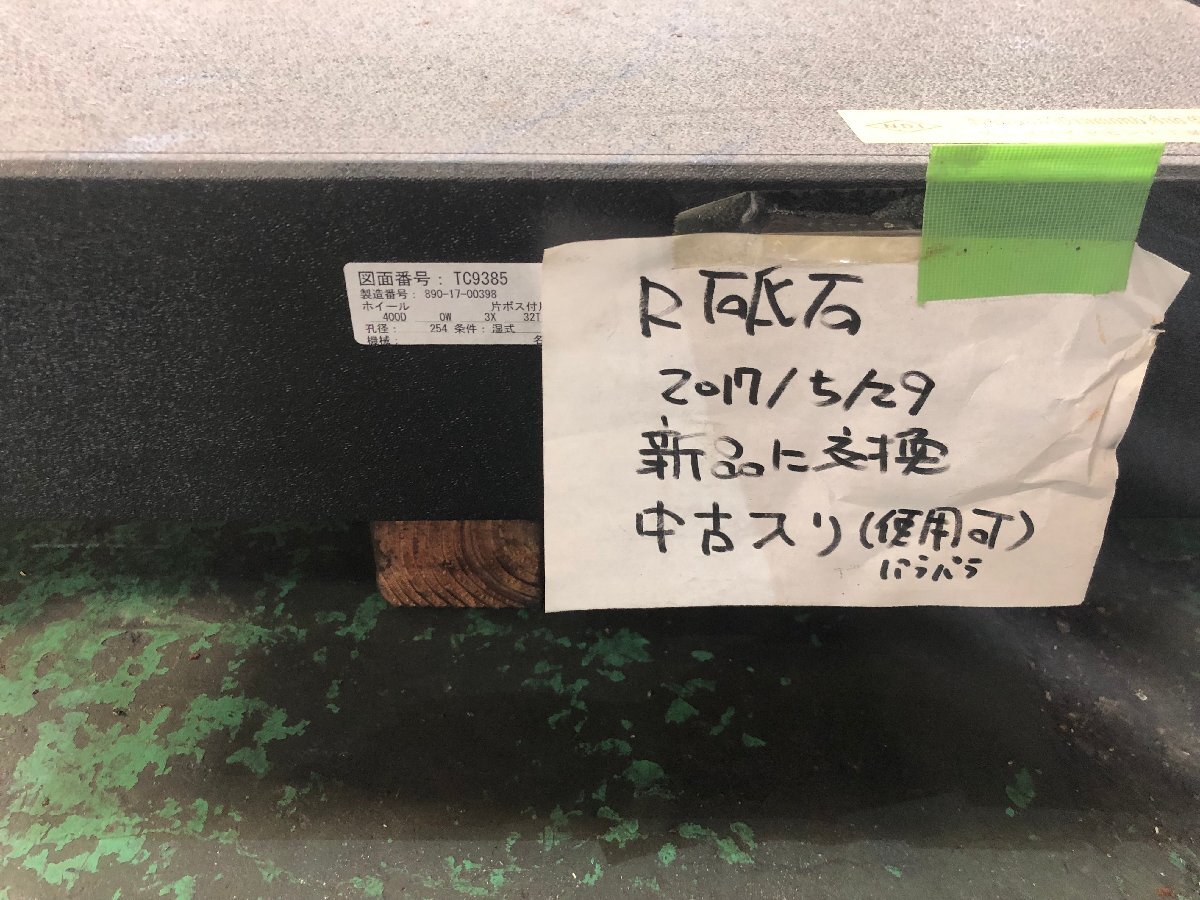 図面番号: TC9385
製造番号: 890-17-00398
ホイール 片ボス付
400D 0W 3X 32T
孔径: 254 条件: 湿式
機械:
R 砥石
2017/5/29
新品に交換
中古スリ(使用可)
バラバラ